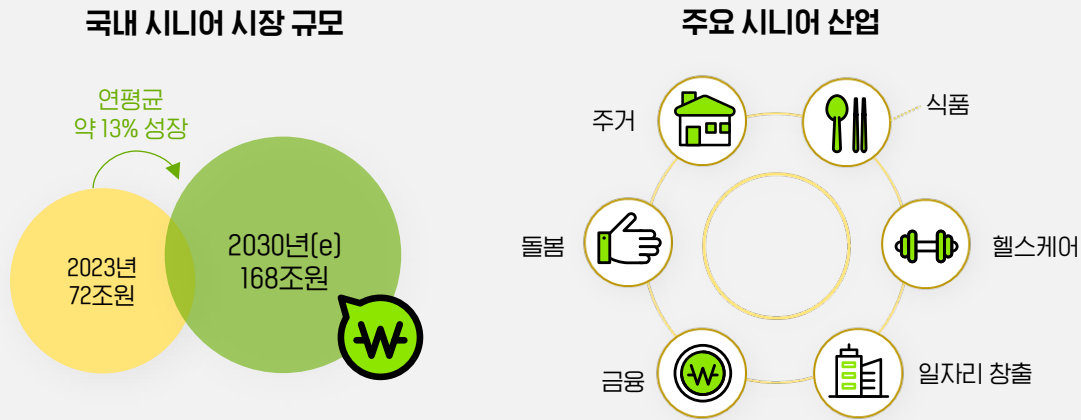 국내 시니어 시장 규모
연평균
약 13% 성장
2023년
72조원
2030년(e)
168조원
주요 시니어 산업
주거
식품
돌봄
헬스케어
금융
일자리 창출